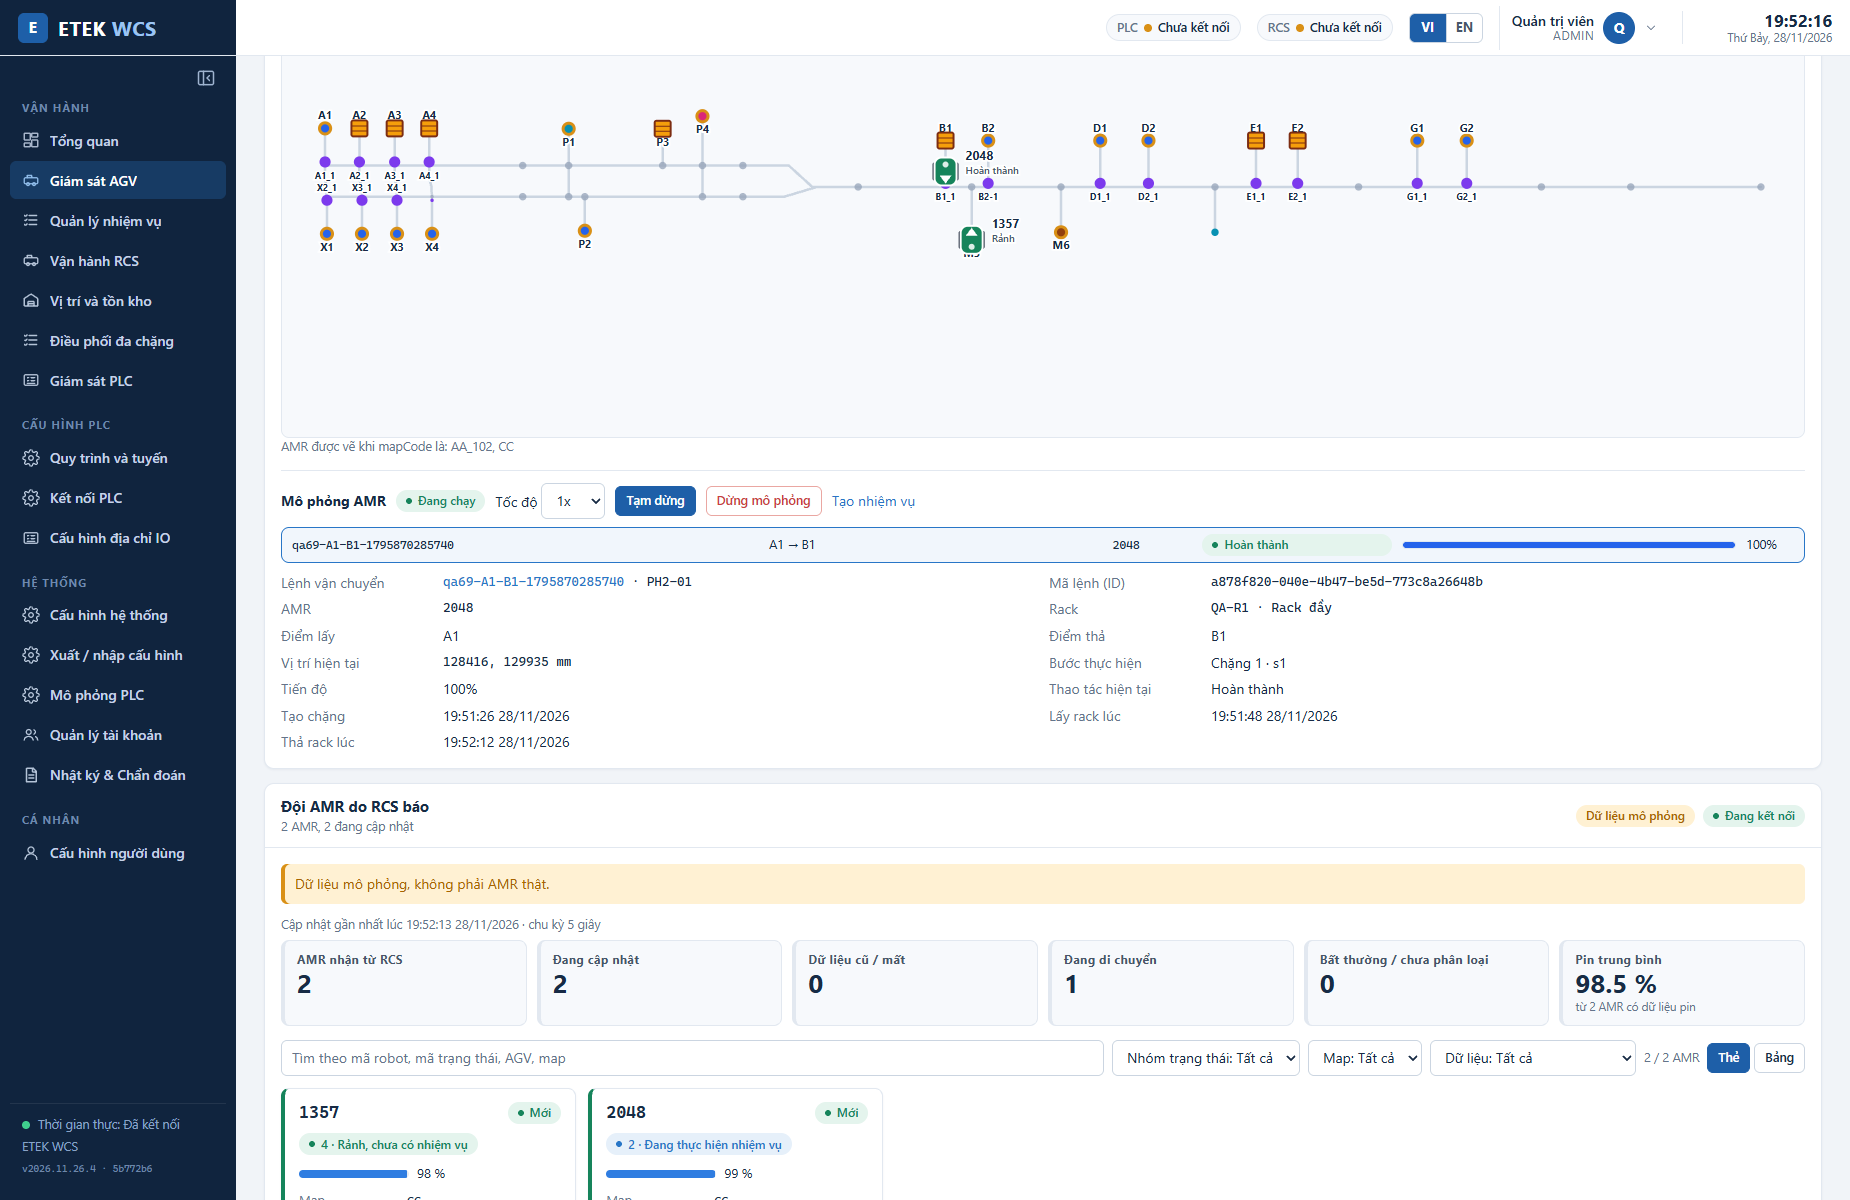 E ETEK WCS
PLC Chưa kết nối
RCS Chưa kết nối
VI EN
Quản trị viên
ADMIN
Q
19:52:16
Thứ Bảy, 28/11/2026
VẬN HÀNH
Tổng quan
Giám sát AGV
Quản lý nhiệm vụ
Vận hành RCS
Vị trí và tồn kho
Điều phối đa chặng
Giám sát PLC
CẤU HÌNH PLC
Quy trình và tuyến
Kết nối PLC
Cấu hình địa chỉ IO
HỆ THỐNG
Cấu hình hệ thống
Xuất / nhập cấu hình
Mô phỏng PLC
Quản lý tài khoản
Nhật ký & Chẩn đoán
CÁ NHÂN
Cấu hình người dùng
Thời gian thực: Đã kết nối
ETEK WCS
v2026.11.26.4 · 5b772b6
A1 A2 A3 A4
P1 P3 P4
B1 B2 D1 D2 E1 E2 G1 G2
2048
Hoàn thành
A1_1 A2_1 A3_1 A4_1
X2_1 X3_1 X4_1
B1_1 B2-1 D1_1 D2_1 E1_1 E2_1 G1_1 G2_1
X1 X2 X3 X4
P2
1357
Rảnh
M6
AMR được vẽ khi mapCode là: AA_102, CC
Mô phỏng AMR Đang chạy Tốc độ 1x Tạm dừng Dừng mô phỏng Tạo nhiệm vụ
qa69-A1-B1-1795870285740 A1 → B1 2048 Hoàn thành 100%
Lệnh vận chuyển qa69-A1-B1-1795870285740 · PH2-01
Mã lệnh (ID) a878f820-040e-4b47-be5d-773c8a26648b
AMR 2048
Rack QA-R1 · Rack đầy
Điểm lấy A1
Điểm thả B1
Vị trí hiện tại 128416, 129935 mm
Bước thực hiện Chặng 1 · s1
Tiến độ 100%
Thao tác hiện tại Hoàn thành
Tạo chặng 19:51:26 28/11/2026
Lấy rack lúc 19:51:48 28/11/2026
Thả rack lúc 19:52:12 28/11/2026
Đội AMR do RCS báo
2 AMR, 2 đang cập nhật
Dữ liệu mô phỏng Đang kết nối
Dữ liệu mô phỏng, không phải AMR thật.
Cập nhật gần nhất lúc 19:52:13 28/11/2026 · chu kỳ 5 giây
AMR nhận từ RCS
2
Đang cập nhật
2
Dữ liệu cũ / mất
0
Đang di chuyển
1
Bất thường / chưa phân loại
0
Pin trung bình
98.5 %
từ 2 AMR có dữ liệu pin
Tìm theo mã robot, mã trạng thái, AGV, map
Nhóm trạng thái: Tất cả
Map: Tất cả
Dữ liệu: Tất cả
2 / 2 AMR
Thẻ
Bảng
1357 Mới
4 · Rảnh, chưa có nhiệm vụ
98 %
Map CC
2048 Mới
2 · Đang thực hiện nhiệm vụ
99 %
Map CC